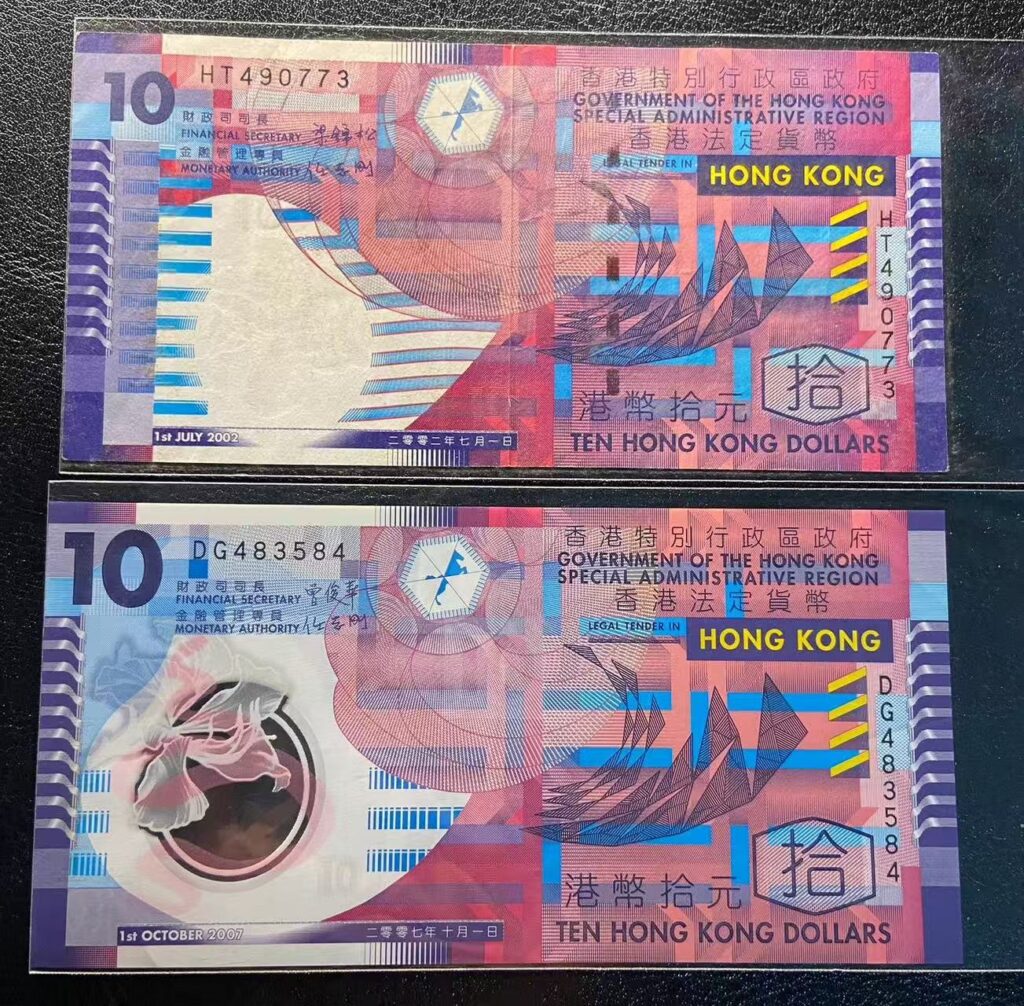 10
HT490773
財政司司長
FINANCIAL SECRETARY
金融管理專員
MONETARY AUTHORITY
香港特別行政區政府
GOVERNMENT OF THE HONG KONG
SPECIAL ADMINISTRATIVE REGION
香港法定貨幣
LEGAL TENDER IN
HONG KONG
HT490773
拾
港幣拾元
TEN HONG KONG DOLLARS
1st JULY 2002
二零零二年七月一日
10
DG483584
財政司司長
FINANCIAL SECRETARY 曾俊華
金融管理專員
MONETARY AUTHORITY 任志剛
香港特別行政區政府
GOVERNMENT OF THE HONG KONG
SPECIAL ADMINISTRATIVE REGION
香港法定貨幣
LEGAL TENDER IN
HONG KONG
DG483584
10
拾
港幣拾元
TEN HONG KONG DOLLARS
1st OCTOBER 2007
二零零七年十月一日